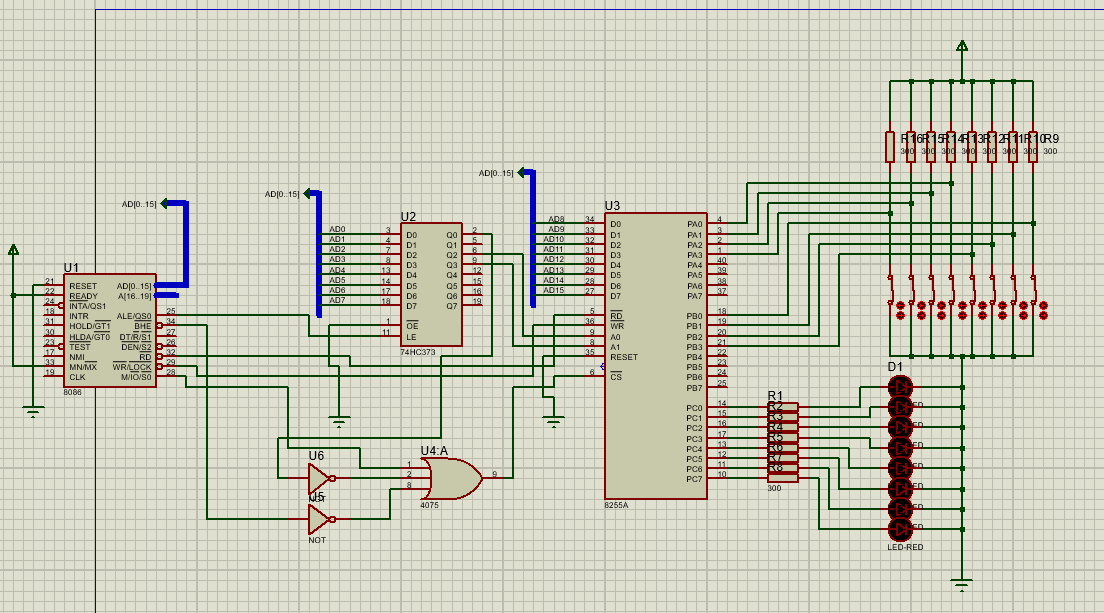 U1
21 RESET AD[0..15]
22 READY A[16..19]
24 INTA/QS1
18 INTR ALE/QS0 25
31 HOLD/GT1 BHE 34
30 HLDA/GT0 DT/R/S1 27
23 TEST DEN/S2 26
17 NMI RD 32
33 MN/MX WR/LOCK 29
19 CLK M/IO/S0 28
8086
AD[0..15]
AD[0..15]
U2
AD0 3 D0 Q0 2
AD1 4 D1 Q1 5
AD2 7 D2 Q2 6
AD3 8 D3 Q3 9
AD4 13 D4 Q4 12
AD5 14 D5 Q5 15
AD6 17 D6 Q6 16
AD7 18 D7 Q7 19
1 OE
11 LE
74HC373
AD[0..15]
U3
AD8 34 D0 PA0 4
AD9 33 D1 PA1 3
AD10 32 D2 PA2 2
AD11 31 D3 PA3 1
AD12 30 D4 PA4 40
AD13 29 D5 PA5 39
AD14 28 D6 PA6 38
AD15 27 D7 PA7 37
5 RD PB0 18
36 WR PB1 19
9 A0 PB2 20
8 A1 PB3 21
35 RESET PB4 22
PB5 23
6 CS PB6 24
PB7 25
PC0 14
PC1 15
PC2 16
PC3 17
PC4 13
PC5 12
PC6 11
PC7 10
8255A
U6
NOT
U5
NOT
U4:A
1
2
8
9
4075
R1
R2
R3
R4
R5
R6
R7
R8
300
R16 R15 R14 R13 R12 R11 R10 R9
300 300 300 300 300 300 300 300
D1
LED-RED